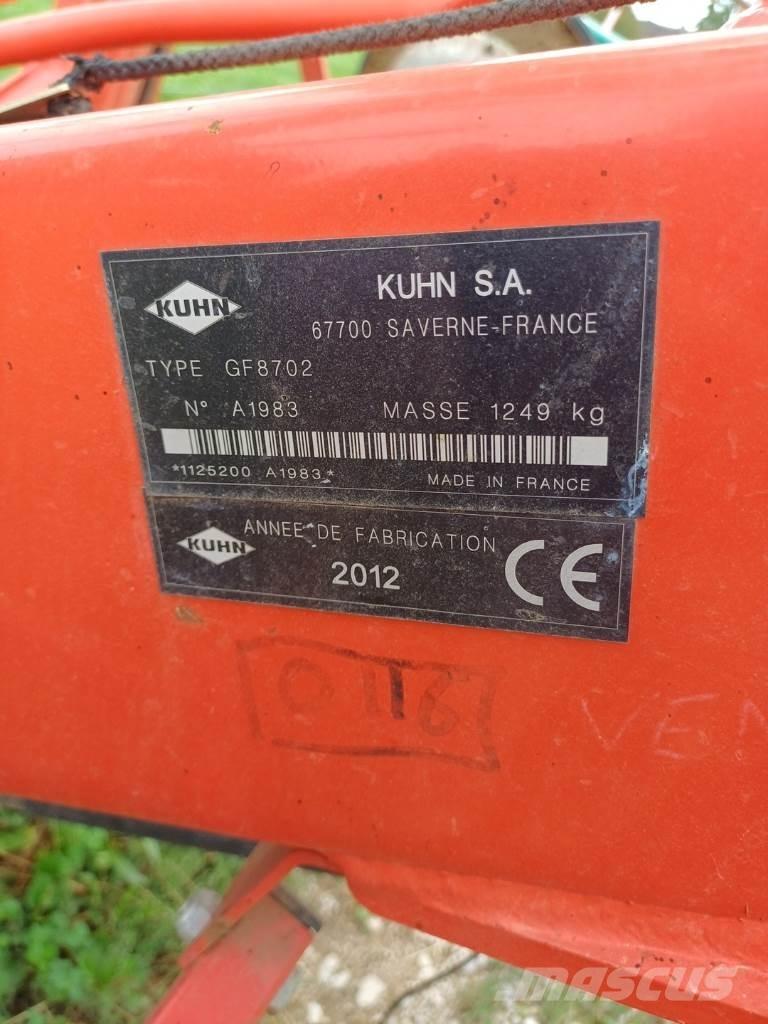 KUHN
KUHN S.A.
67700 SAVERNE-FRANCE
TYPE GF8702
N° A1983 MASSE 1249 kg
*1125200 A1983*
MADE IN FRANCE
KUHN
ANNEE DE FABRICATION
2012
CE
VEN
mascus